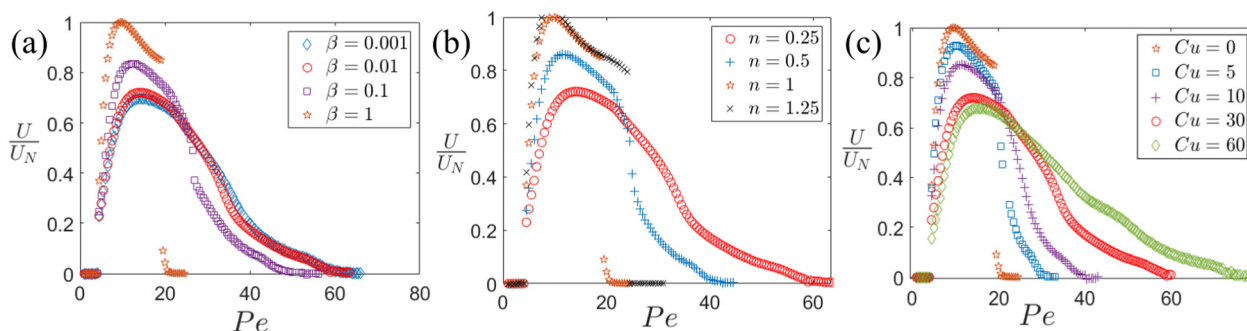 (a)
1
0.8
0.6
0.4
0.2
0
U
U_N
0 20 40 60 80
Pe
β = 0.001
β = 0.01
β = 0.1
β = 1
(b)
1
0.8
0.6
0.4
0.2
0
U
U_N
0 20 40 60
Pe
n = 0.25
n = 0.5
n = 1
n = 1.25
(c)
1
0.8
0.6
0.4
0.2
0
U
U_N
0 20 40 60 80
Pe
Cu = 0
Cu = 5
Cu = 10
Cu = 30
Cu = 60